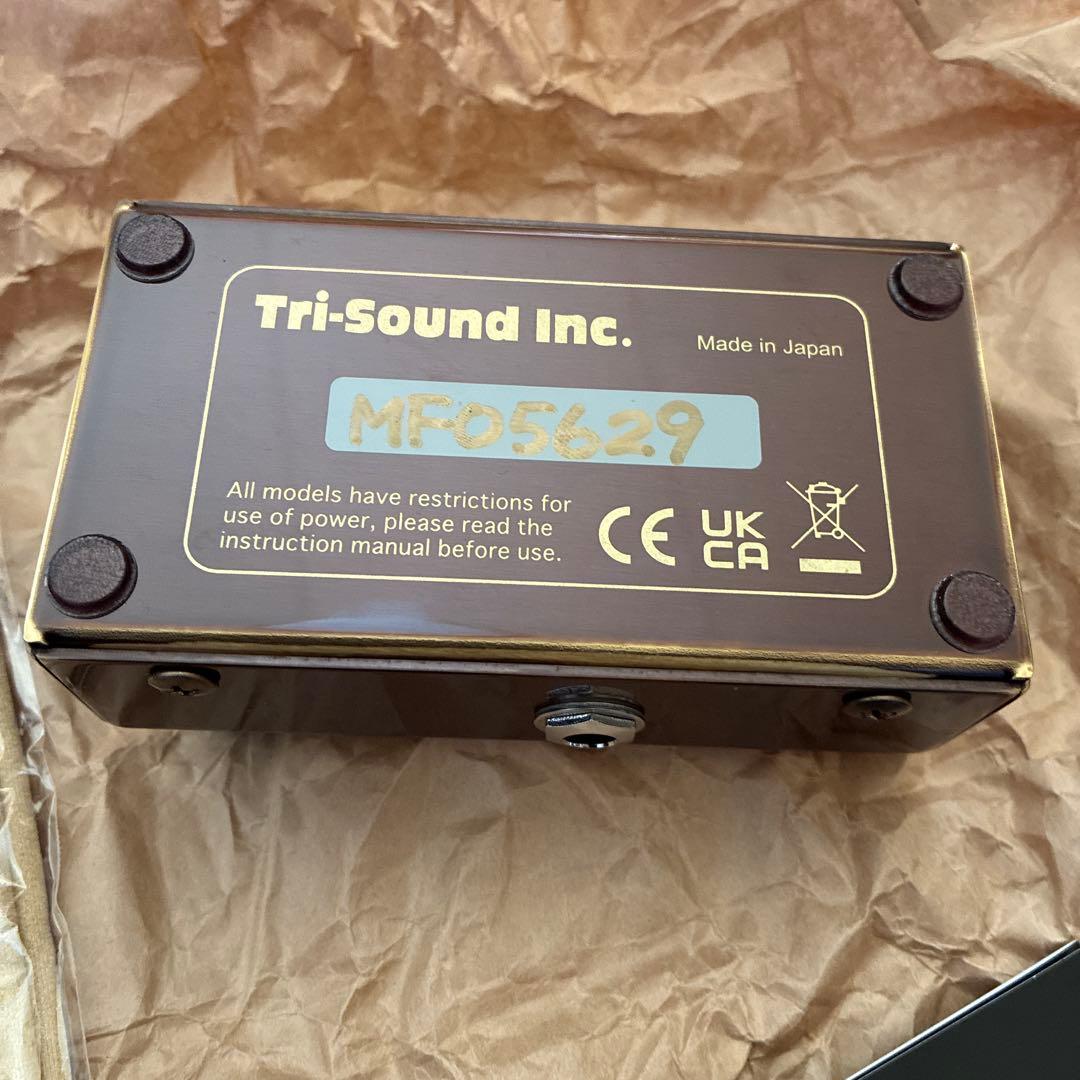 Tri-Sound Inc.
Made in Japan
MF05629
All models have restrictions for
use of power, please read the
instruction manual before use.
CE
UK
CA